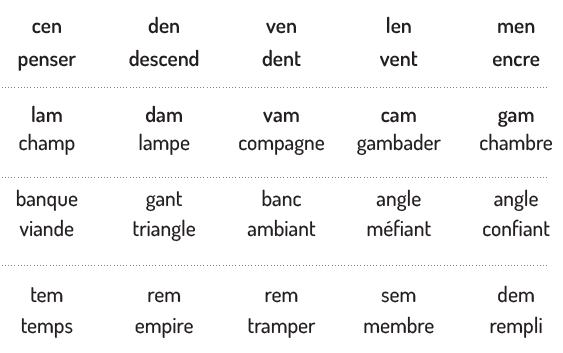 cen den ven len men
penser descend dent vent encre
lam dam vam cam gam
champ lampe compagne gambader chambre
banque gant banc angle angle
viande triangle ambiant méfiant confiant
tem rem rem sem dem
temps empire tramper membre rempli